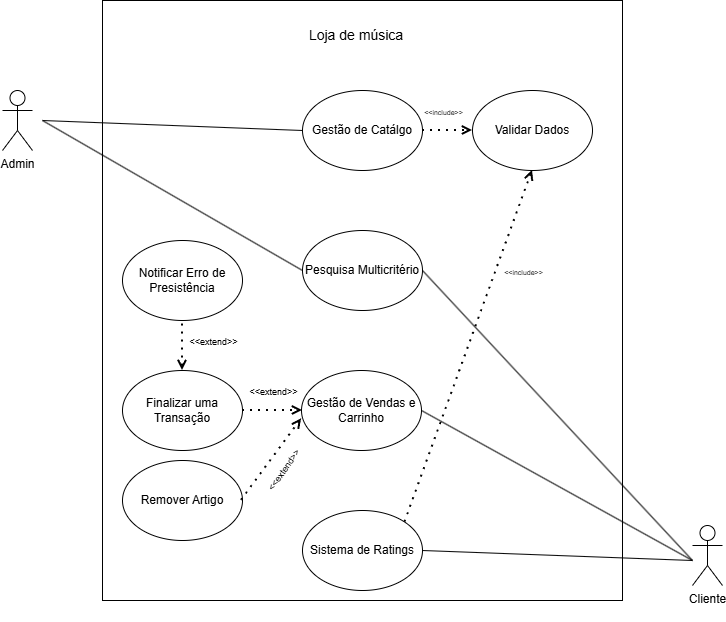 Loja de música
Admin
Gestão de Catálgo
<<include>>
Validar Dados
Notificar Erro de
Presistência
Pesquisa Multicritério
<<include>>
<<extend>>
Finalizar uma
Transação
<<extend>>
Gestão de Vendas e
Carrinho
Remover Artigo
<<extend>>
Sistema de Ratings
Cliente